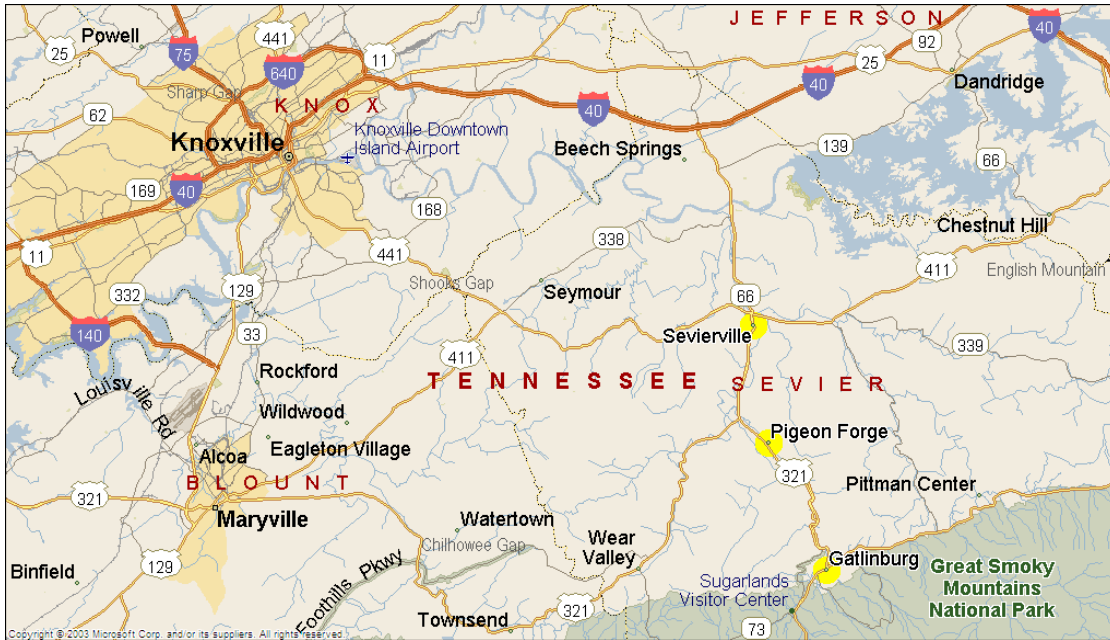 JEFFERSON
40
Powell
441
92
25
75
11
25
640
40
Dandridge
Sharp Gap
KNOX
40
62
Knoxville
Knoxville Downtown
Island Airport
Beech Springs
139
66
169
40
168
Chestnut Hill
11
441
338
411
English Mountain
332
129
Shooks Gap
Seymour
66
140
33
Sevierville
339
411
Rockford
TENNESSEE
SEVIER
Louisville Rd
Wildwood
Pigeon Forge
Alcoa
Eagleton Village
321
BLOUNT
Pittman Center
321
Maryville
Watertown
Wear
Valley
Chilhowee Gap
129
Gatlinburg
Binfield
Foothills Pkwy
Sugarlands
Visitor Center
Great Smoky
Mountains
National Park
Townsend
321
73
Copyright © 2003 Microsoft Corp. and/or its suppliers. All rights reserved.